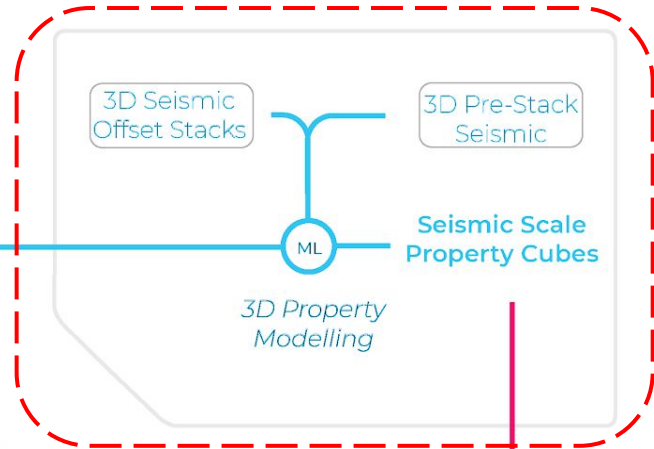 3D Seismic
Offset Stacks
3D Pre-Stack
Seismic
ML
Seismic Scale
Property Cubes
3D Property
Modelling